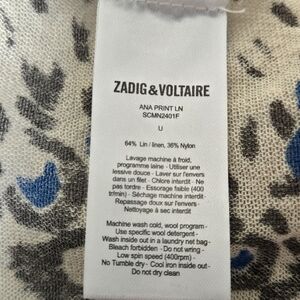 ZADIG & VOLTAIRE
ANA PRINT LN
SCMN2401F
U
64% Lin / linen, 36% Nylon
Lavage machine à froid,
programme laine - Utiliser une
lessive douce - Laver sur l'envers
dans un filet - Chlore interdit - Ne
pas tordre - Essorage faible (400
tr/min) - Séchage machine interdit -
Repassage doux sur l'envers -
Nettoyage à sec interdit
Machine wash cold, wool program -
Use specific wool detergent -
Wash inside out in a laundry net bag -
Bleach forbidden - Do not wring -
Low spin speed (400rpm) -
No Tumble dry - Cool iron inside out -
Do not dry clean